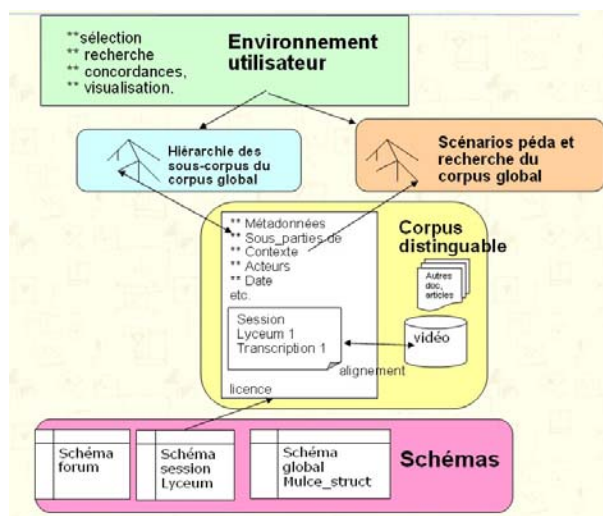 **sélection
** recherche
** concordances,
** visualisation.
Environnement
utilisateur
Hiérarchie des
sous-corpus du
corpus global
Scénarios péda et
recherche du
corpus global
** Métadonnées
** Sous_parties de
** Contexte
** Acteurs
** Date
etc.
Session
Lyceum 1
Transcription 1
licence
Corpus
distinguable
Autres
doc,
articles
vidéo
alignement
Schéma
forum
Schéma
session
Lyceum
Schéma
global
Mulce_struct
Schémas